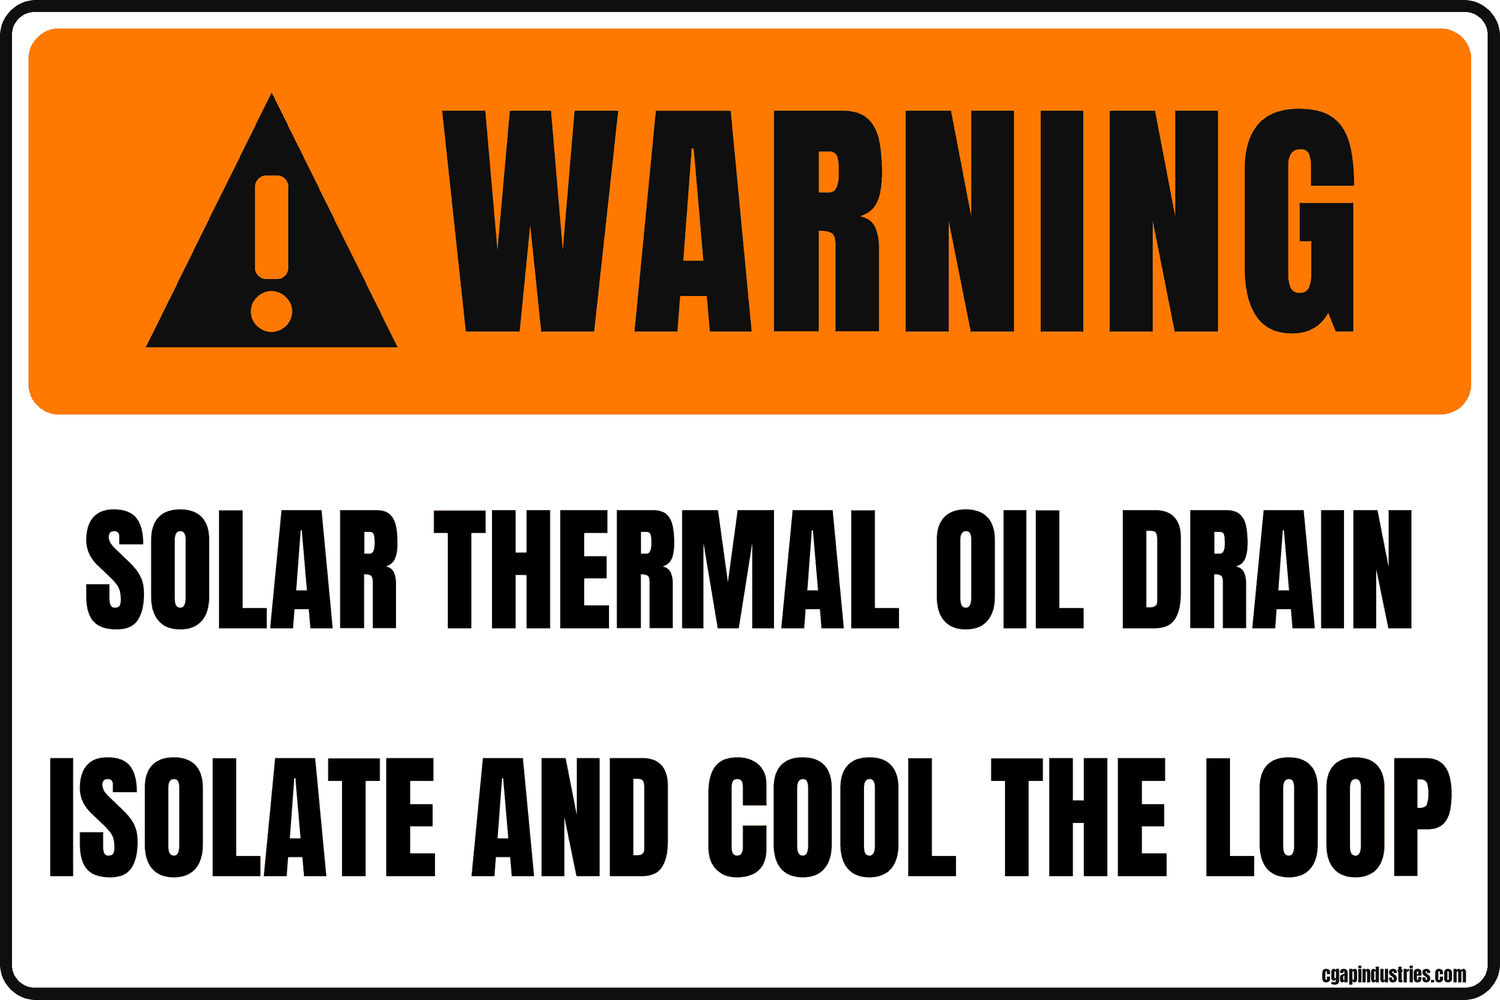 WARNING
SOLAR THERMAL OIL DRAIN
ISOLATE AND COOL THE LOOP
cgapindustries.com